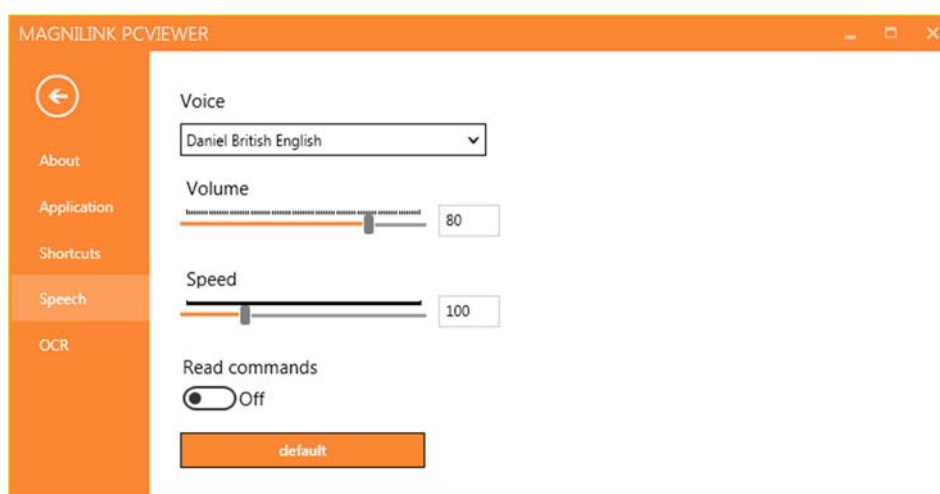 MAGNILINK PCVIEWER
About
Application
Shortcuts
Speech
OCR
Voice
Daniel British English
Volume
80
Speed
100
Read commands
Off
default